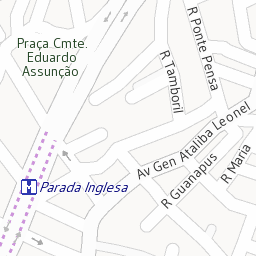 Praça Cmte.
Eduardo
Assunção
R Tamboril
R Ponte Pensa
Parada Inglesa
Av Gen Ataliba Leonel
R Guanapus
R Maria